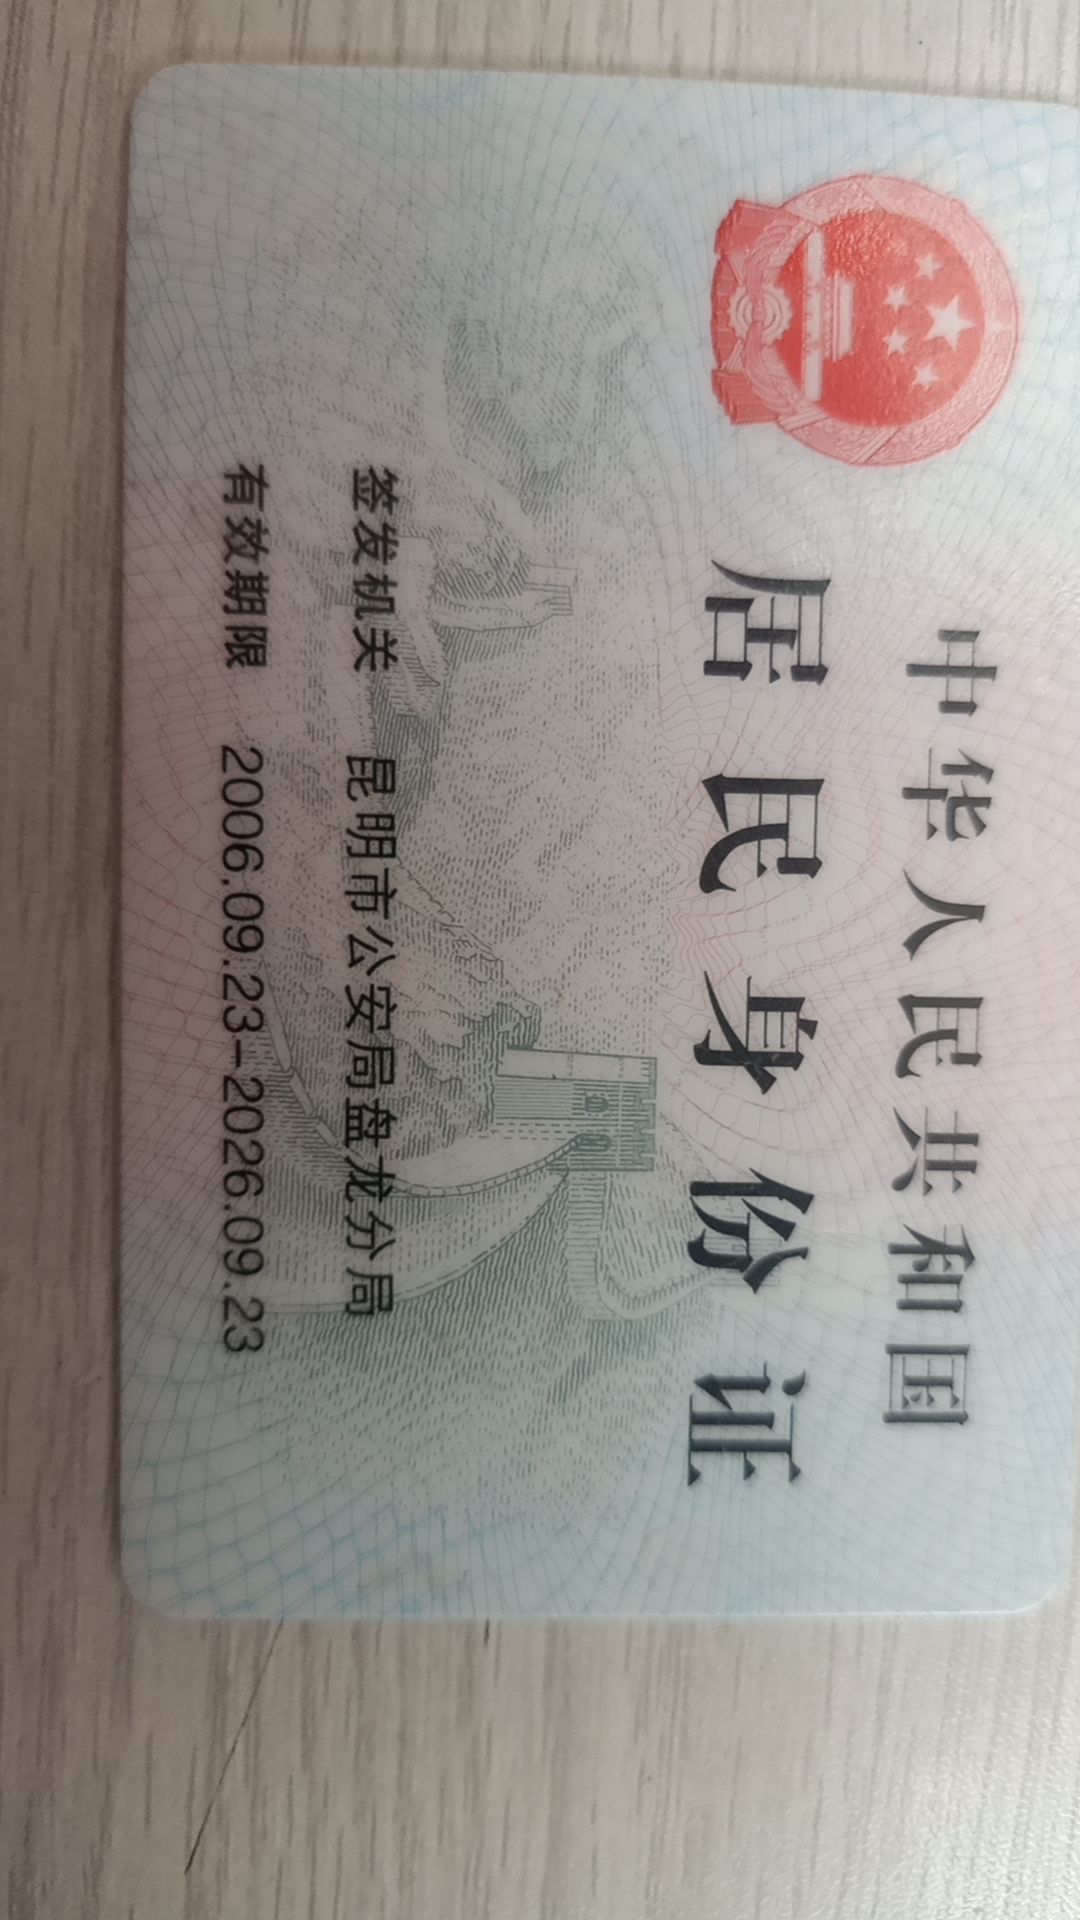 中华人民共和国
居民身份证
签发机关 昆明市公安局盘龙分局
有效期限 2006.09.23-2026.09.23